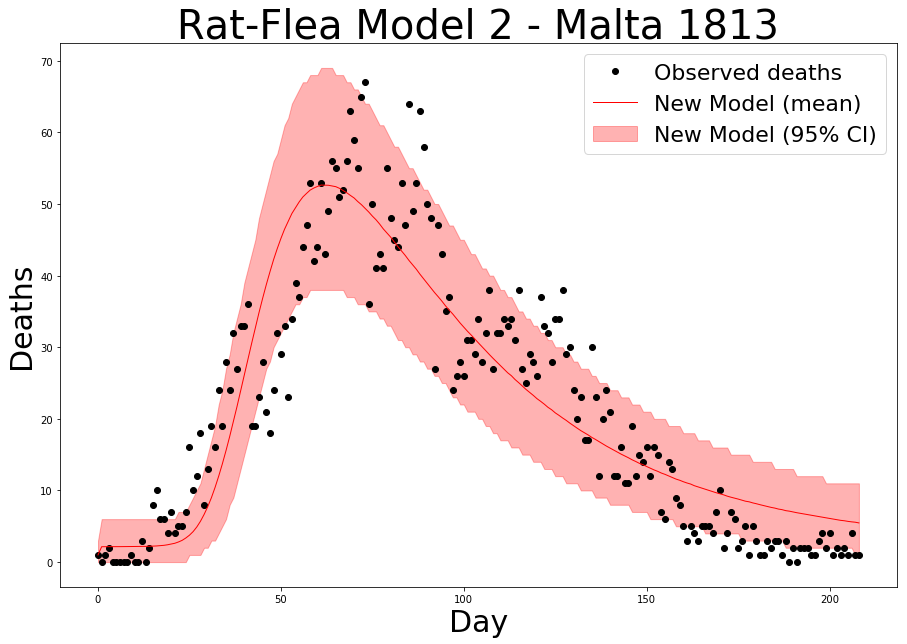 Rat-Flea Model 2 - Malta 1813
Observed deaths
New Model (mean)
New Model (95% CI)
Deaths
70
60
50
40
30
20
10
0
0 50 100 150 200
Day